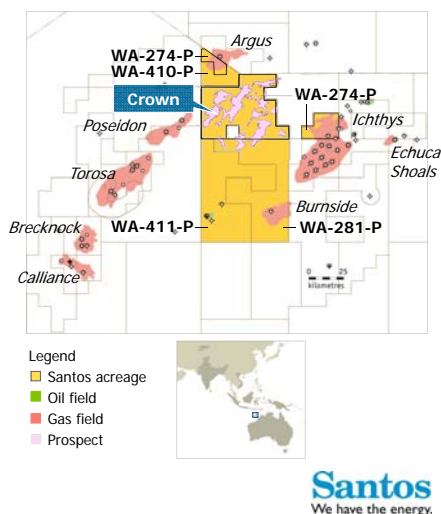 Argus
WA-274-P
WA-410-P
Crown
WA-274-P
Poseidon
Ichthys
Echuca
Shoals
Torosa
Burnside
Brecknock
WA-411-P
WA-281-P
Calliance
0 25
kilometres
Legend
Santos acreage
Oil field
Gas field
Prospect
Santos
We have the energy.